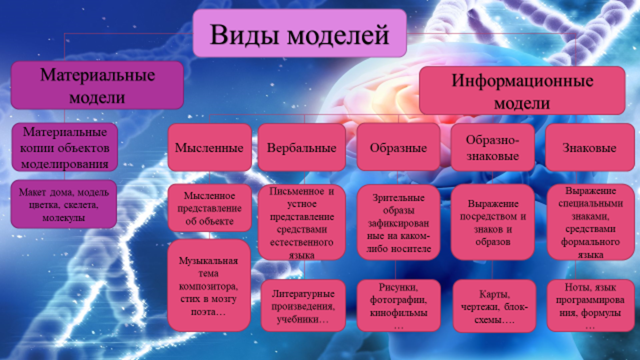 Виды моделей
Материальные
модели
Информационные
модели
Материальные
копии объектов
моделирования
Мысленные
Вербальные
Образные
Образно-
знаковые
Знаковые
Макет дома, модель
цветка, скелета,
молекулы
Мысленное
представление
об объекте
Письменное и
устное
представление
средствами
естественного
языка
Зрительные
образы
зафиксирован
ные на каком-
либо носителе
Выражение
посредством и
знаков и
образов
Выражение
специальными
знаками,
средствами
формального
языка
Музыкальная
тема
композитора,
стих в мозгу
поэта…
Литературные
произведения,
учебники…
Рисунки,
фотографии,
кинофильмы
…
Карты,
чертежи, блок-
схемы….
Ноты, язык
программирова
ния, формулы
…